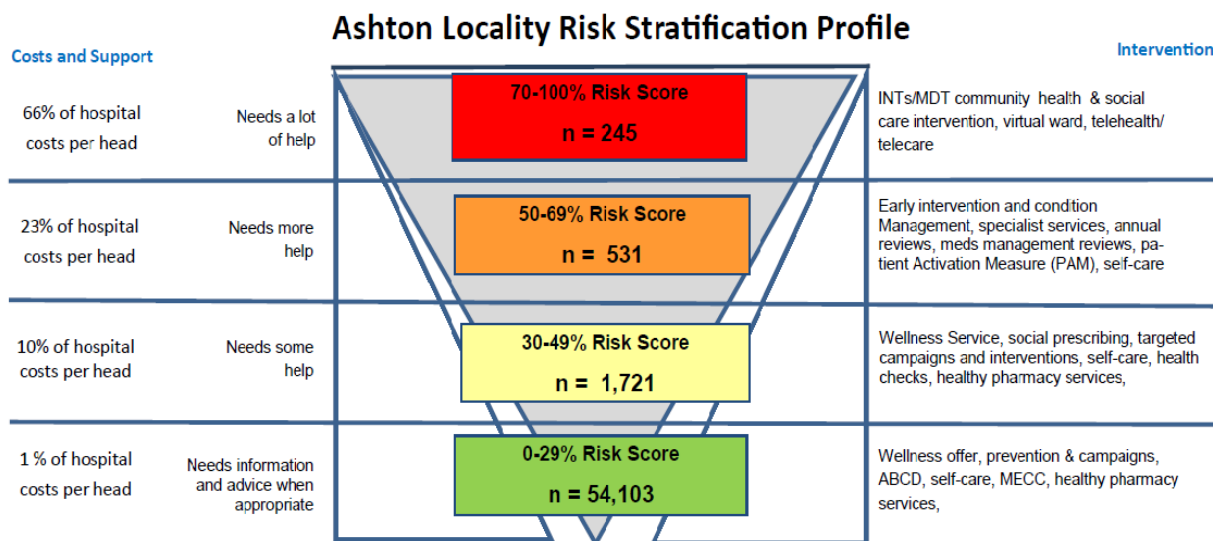 Ashton Locality Risk Stratification Profile
Costs and Support
Intervention
66% of hospital
costs per head
Needs a lot
of help
70-100% Risk Score
n = 245
INTs/MDT community health & social
care intervention, virtual ward, telehealth/
telecare
23% of hospital
costs per head
Needs more
help
50-69% Risk Score
n = 531
Early intervention and condition
Management, specialist services, annual
reviews, meds management reviews, pa-
tient Activation Measure (PAM), self-care
10% of hospital
costs per head
Needs some
help
30-49% Risk Score
n = 1,721
Wellness Service, social prescribing, targeted
campaigns and interventions, self-care, health
checks, healthy pharmacy services,
1 % of hospital
costs per head
Needs information
and advice when
appropriate
0-29% Risk Score
n = 54,103
Wellness offer, prevention & campaigns,
ABCD, self-care, MECC, healthy pharmacy
services,